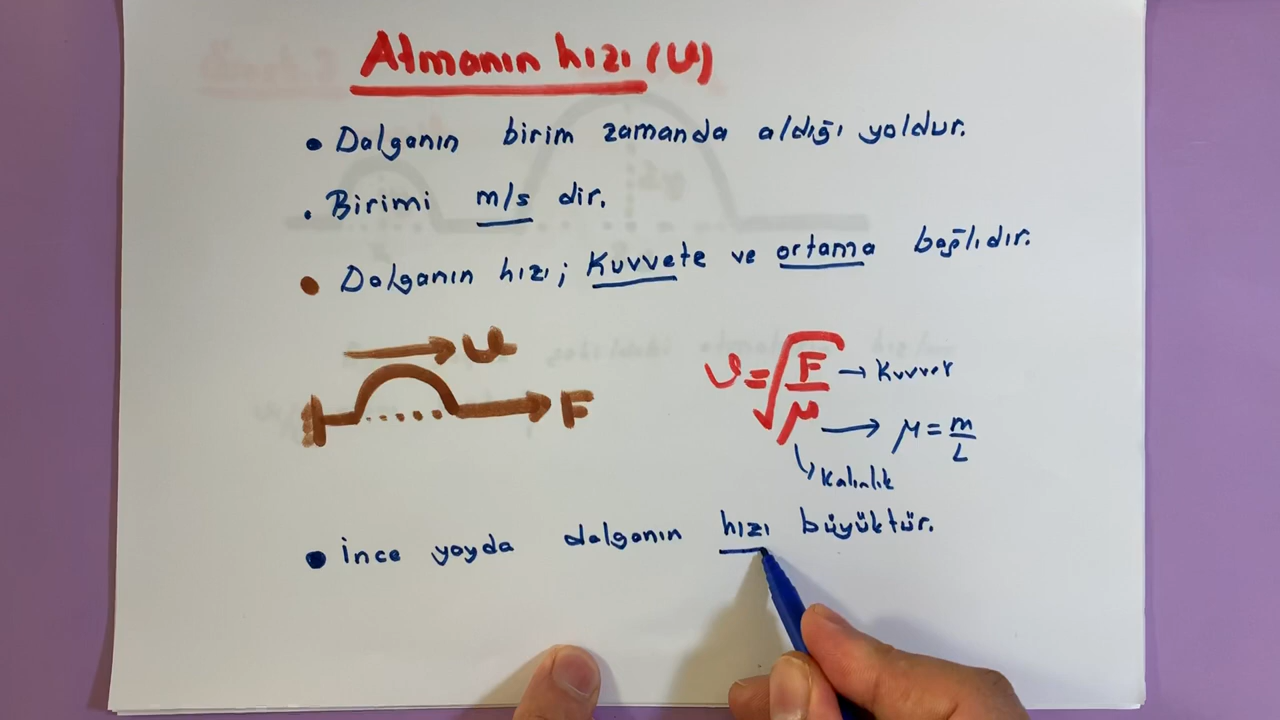 Atmanın hızı (υ)
• Dalganın birim zamanda aldığı yoldur.
. Birimi m/s dir.
• Dalganın hızı; Kuvvete ve ortama bağlıdır.
υ
F
υ = √F/μ → Kuvvet
→ μ = m/L
↳ Kalınlık
• İnce yayda dalganın hızı büyüktür.